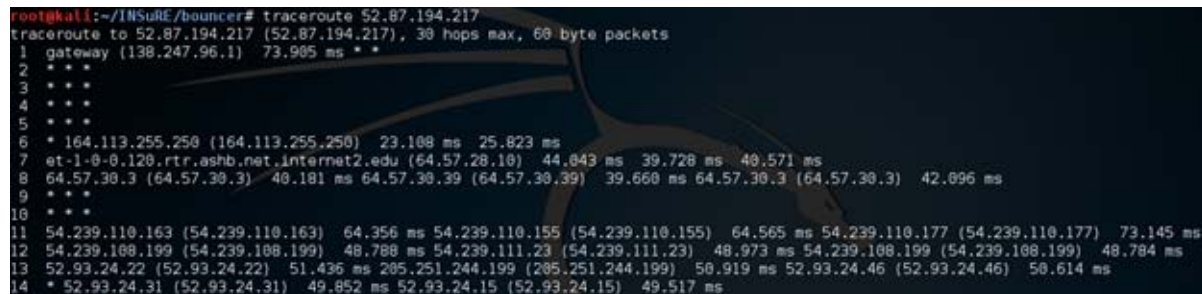 root@kali:~/INSuRE/bouncer# traceroute 52.87.194.217
traceroute to 52.87.194.217 (52.87.194.217), 30 hops max, 60 byte packets
1 gateway (138.247.96.1) 73.905 ms * *
2 * * *
3 * * *
4 * * *
5 * * *
6 * 164.113.255.250 (164.113.255.250) 23.108 ms 25.823 ms
7 et-1-0-0.120.rtr.ashb.net.internet2.edu (64.57.28.10) 44.043 ms 39.728 ms 40.571 ms
8 64.57.30.3 (64.57.30.3) 40.181 ms 64.57.30.39 (64.57.30.39) 39.660 ms 64.57.30.3 (64.57.30.3) 42.096 ms
9 * * *
10 * * *
11 54.239.110.163 (54.239.110.163) 64.356 ms 54.239.110.155 (54.239.110.155) 64.565 ms 54.239.110.177 (54.239.110.177) 73.145 ms
12 54.239.108.199 (54.239.108.199) 48.788 ms 54.239.111.23 (54.239.111.23) 48.973 ms 54.239.108.199 (54.239.108.199) 48.784 ms
13 52.93.24.22 (52.93.24.22) 51.436 ms 205.251.244.199 (205.251.244.199) 50.919 ms 52.93.24.46 (52.93.24.46) 50.614 ms
14 * 52.93.24.31 (52.93.24.31) 49.852 ms 52.93.24.15 (52.93.24.15) 49.517 ms